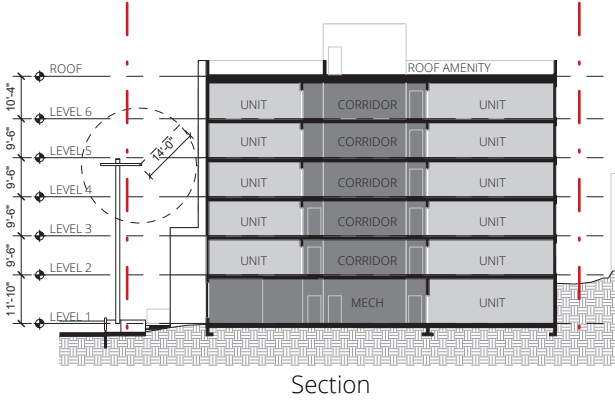 ROOF
ROOF AMENITY
10'-4"
LEVEL 6
UNIT CORRIDOR UNIT
9'-6"
14'-0"
LEVEL 5
UNIT CORRIDOR UNIT
9'-6"
LEVEL 4
UNIT CORRIDOR UNIT
9'-6"
LEVEL 3
UNIT CORRIDOR UNIT
9'-6"
LEVEL 2
UNIT CORRIDOR UNIT
11'-10"
LEVEL 1
MECH UNIT
Section